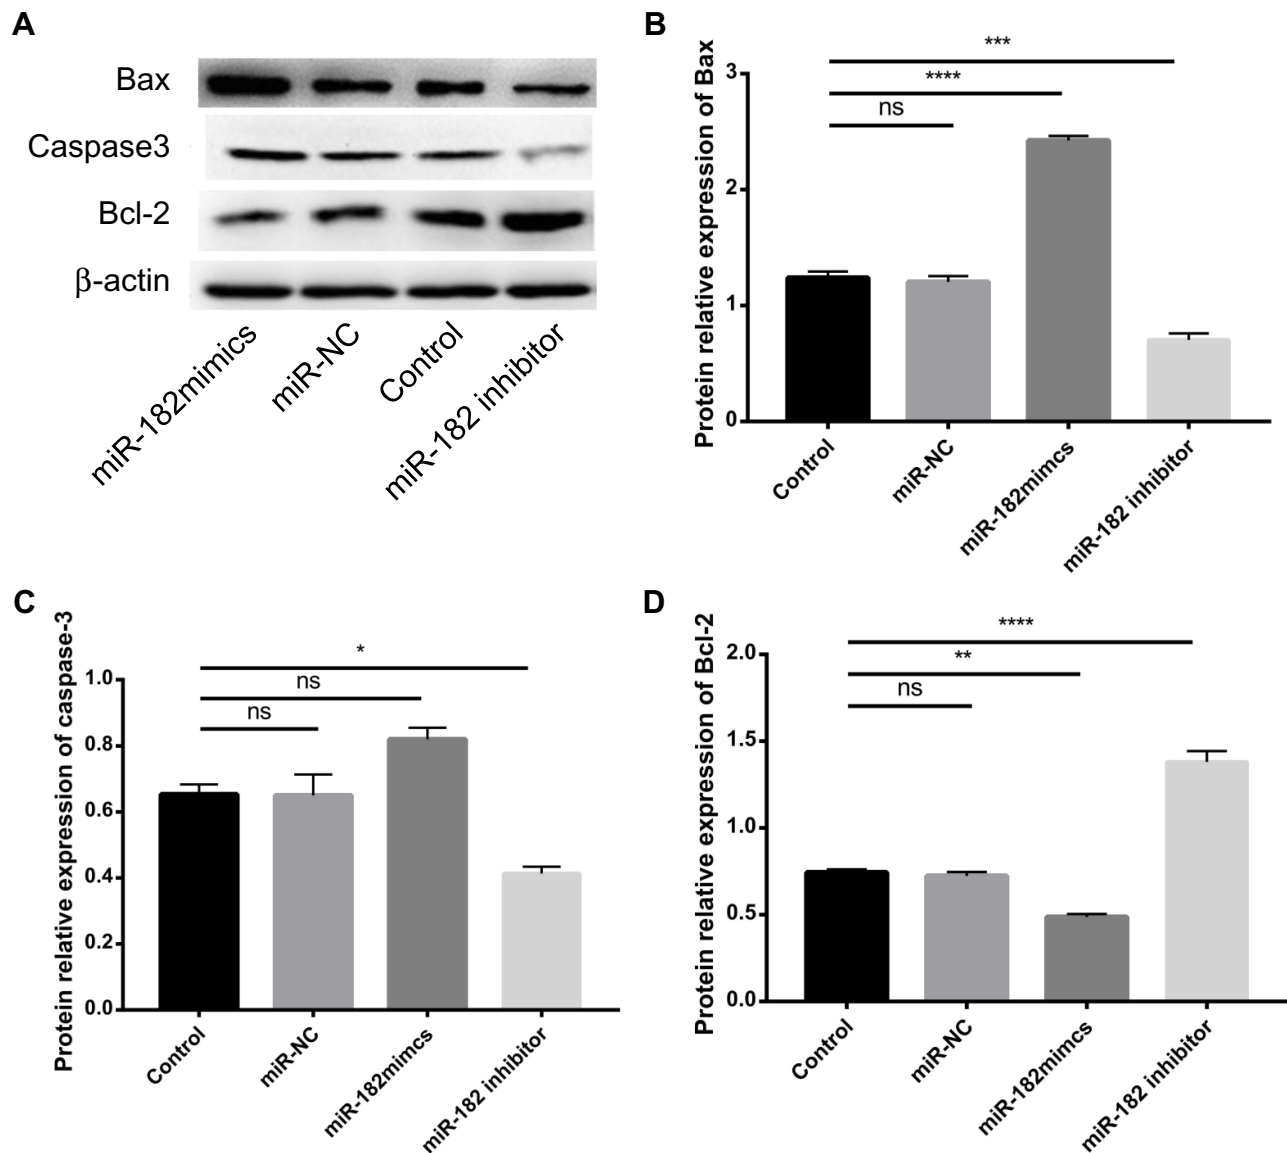 A
Bax
Caspase3
Bcl-2
β-actin
miR-182mimics
miR-NC
Control
miR-182 inhibitor
B
Protein relative expression of Bax
3
2
1
0
***
****
ns
Control
miR-NC
miR-182mimcs
miR-182 inhibitor
C
Protein relative expression of caspase-3
1.0
0.8
0.6
0.4
0.2
0.0
*
ns
ns
Control
miR-NC
miR-182mimcs
miR-182 inhibitor
D
Protein relative expression of Bcl-2
2.0
1.5
1.0
0.5
0.0
****
**
ns
Control
miR-NC
miR-182mimcs
miR-182 inhibitor